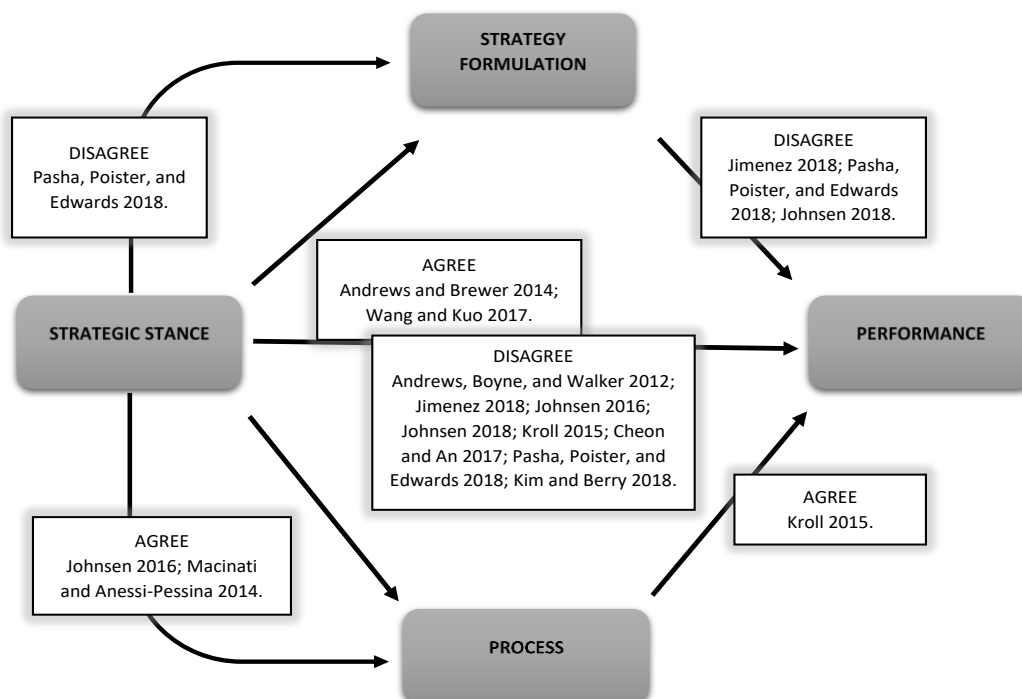 STRATEGY
FORMULATION
DISAGREE
Pasha, Poister, and
Edwards 2018.
DISAGREE
Jimenez 2018; Pasha,
Poister, and Edwards
2018; Johnsen 2018.
AGREE
Andrews and Brewer 2014;
Wang and Kuo 2017.
STRATEGIC STANCE
PERFORMANCE
DISAGREE
Andrews, Boyne, and Walker 2012;
Jimenez 2018; Johnsen 2016;
Johnsen 2018; Kroll 2015; Cheon
and An 2017; Pasha, Poister, and
Edwards 2018; Kim and Berry 2018.
AGREE
Kroll 2015.
AGREE
Johnsen 2016; Macinati
and Anessi-Pessina 2014.
PROCESS